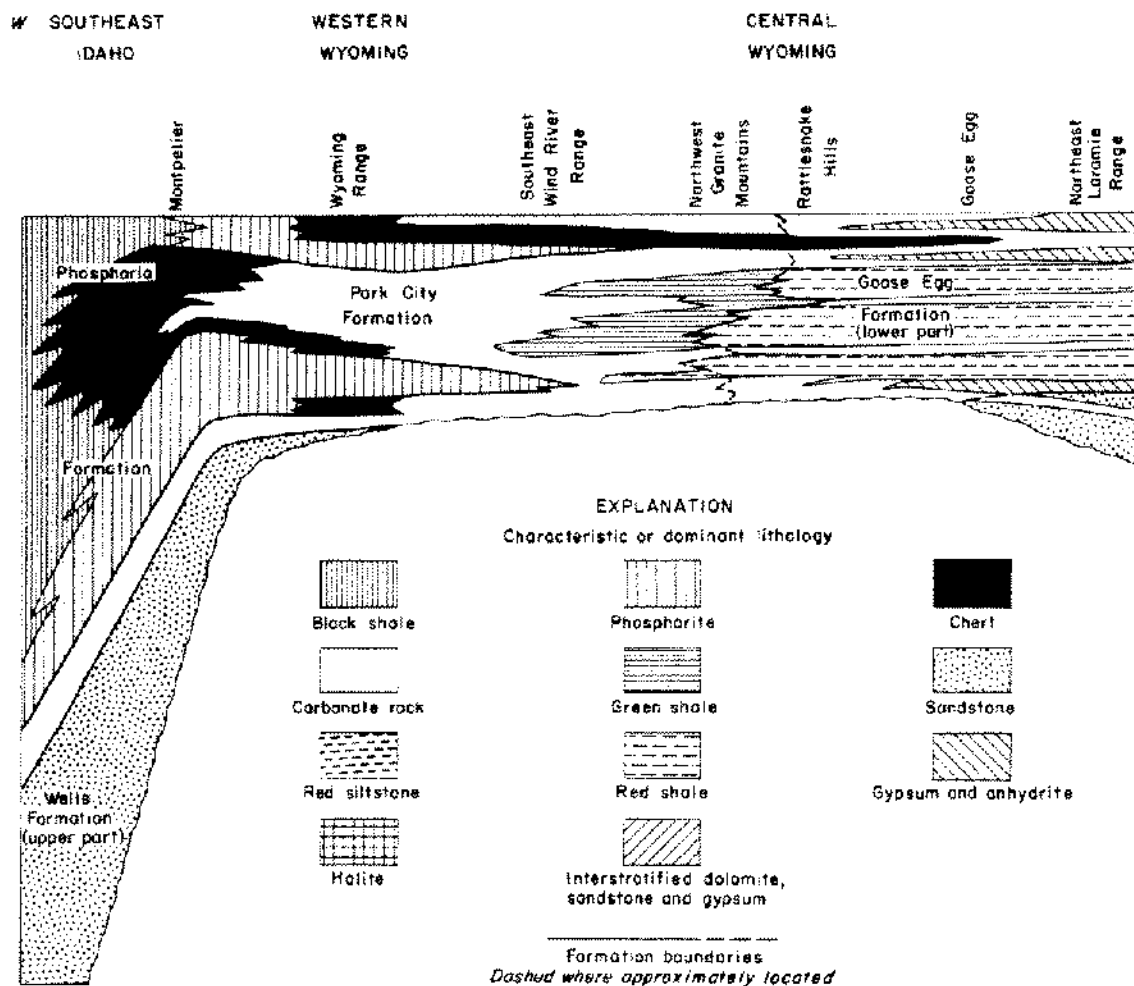 W SOUTHEAST
IDAHO
WESTERN
WYOMING
CENTRAL
WYOMING
Montpelier
Wyoming
Range
Southeast
Wind River
Range
Northwest
Granite
Mountains
Rattlesnake
Hills
Goose Egg
Northeast
Laramie
Range
Phosphoria
Formation
Park City
Formation
Goose Egg
Formation
(lower part)
Wells
Formation
(upper part)
EXPLANATION
Characteristic or dominant lithology
Black shale
Phosphorite
Chert
Carbonate rock
Green shale
Sandstone
Red siltstone
Red shale
Gypsum and anhydrite
Halite
Interstratified dolomite,
sandstone and gypsum
Formation boundaries
Dashed where approximately located